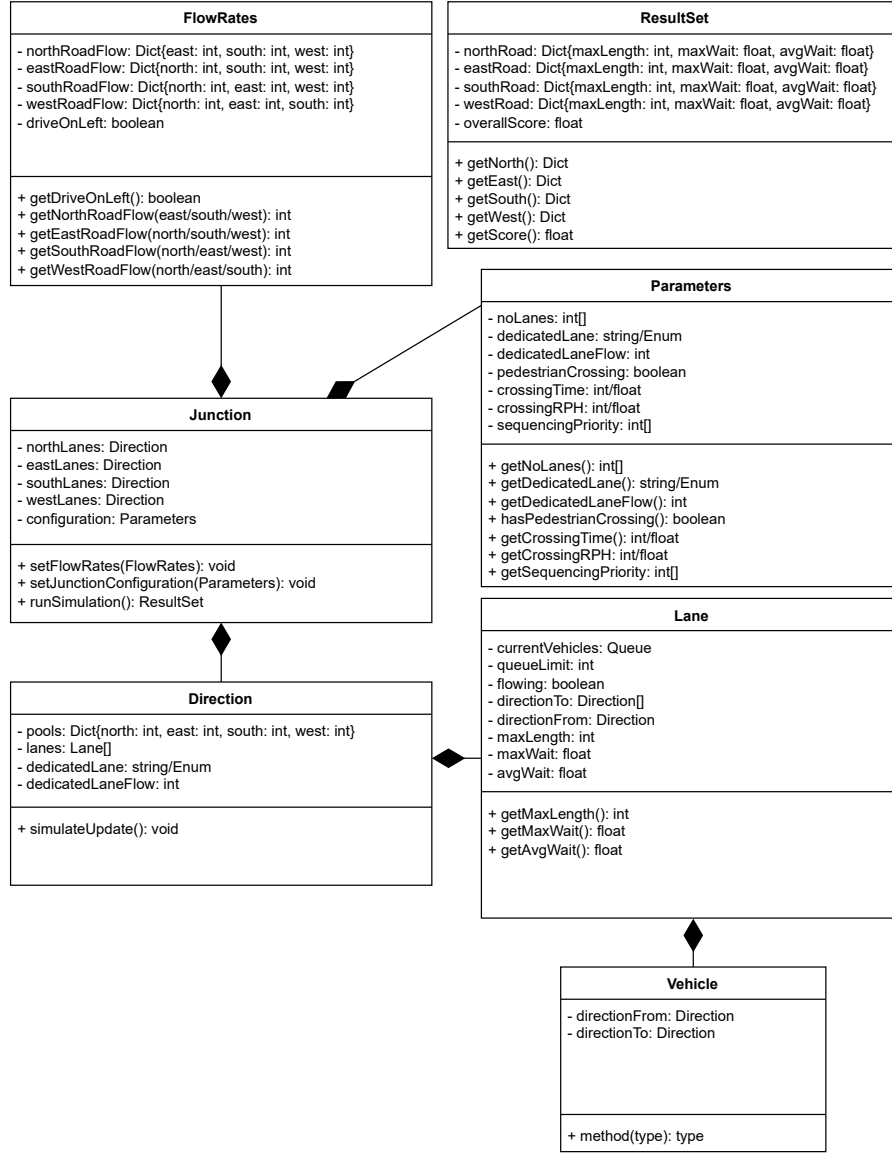 FlowRates
- northRoadFlow: Dict{east: int, south: int, west: int}
- eastRoadFlow: Dict{north: int, south: int, west: int}
- southRoadFlow: Dict{north: int, east: int, west: int}
- westRoadFlow: Dict{north: int, east: int, south: int}
- driveOnLeft: boolean
+ getDriveOnLeft(): boolean
+ getNorthRoadFlow(east/south/west): int
+ getEastRoadFlow(north/south/west): int
+ getSouthRoadFlow(north/east/west): int
+ getWestRoadFlow(north/east/south): int
ResultSet
- northRoad: Dict{maxLength: int, maxWait: float, avgWait: float}
- eastRoad: Dict{maxLength: int, maxWait: float, avgWait: float}
- southRoad: Dict{maxLength: int, maxWait: float, avgWait: float}
- westRoad: Dict{maxLength: int, maxWait: float, avgWait: float}
- overallScore: float
+ getNorth(): Dict
+ getEast(): Dict
+ getSouth(): Dict
+ getWest(): Dict
+ getScore(): float
Parameters
- noLanes: int[]
- dedicatedLane: string/Enum
- dedicatedLaneFlow: int
- pedestrianCrossing: boolean
- crossingTime: int/float
- crossingRPH: int/float
- sequencingPriority: int[]
+ getNoLanes(): int[]
+ getDedicatedLane(): string/Enum
+ getDedicatedLaneFlow(): int
+ hasPedestrianCrossing(): boolean
+ getCrossingTime(): int/float
+ getCrossingRPH: int/float
+ getSequencingPriority: int[]
Junction
- northLanes: Direction
- eastLanes: Direction
- southLanes: Direction
- westLanes: Direction
- configuration: Parameters
+ setFlowRates(FlowRates): void
+ setJunctionConfiguration(Parameters): void
+ runSimulation(): ResultSet
Lane
- currentVehicles: Queue
- queueLimit: int
- flowing: boolean
- directionTo: Direction[]
- directionFrom: Direction
- maxLength: int
- maxWait: float
- avgWait: float
+ getMaxLength(): int
+ getMaxWait(): float
+ getAvgWait(): float
Direction
- pools: Dict{north: int, east: int, south: int, west: int}
- lanes: Lane[]
- dedicatedLane: string/Enum
- dedicatedLaneFlow: int
+ simulateUpdate(): void
Vehicle
- directionFrom: Direction
- directionTo: Direction
+ method(type): type